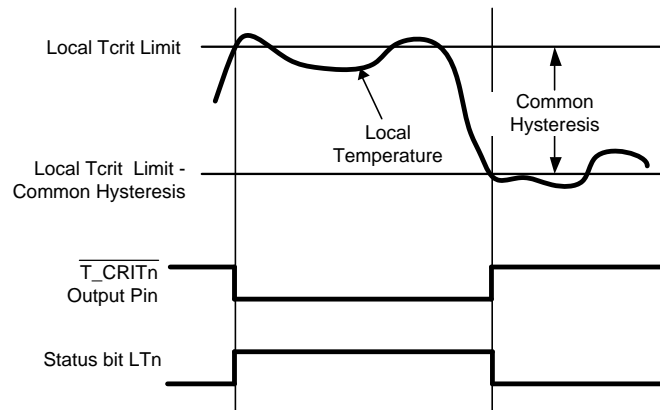 Local Tcrit Limit
Common
Hysteresis
Local
Temperature
Local Tcrit Limit -
Common Hysteresis
T_CRITn
Output Pin
Status bit LTn